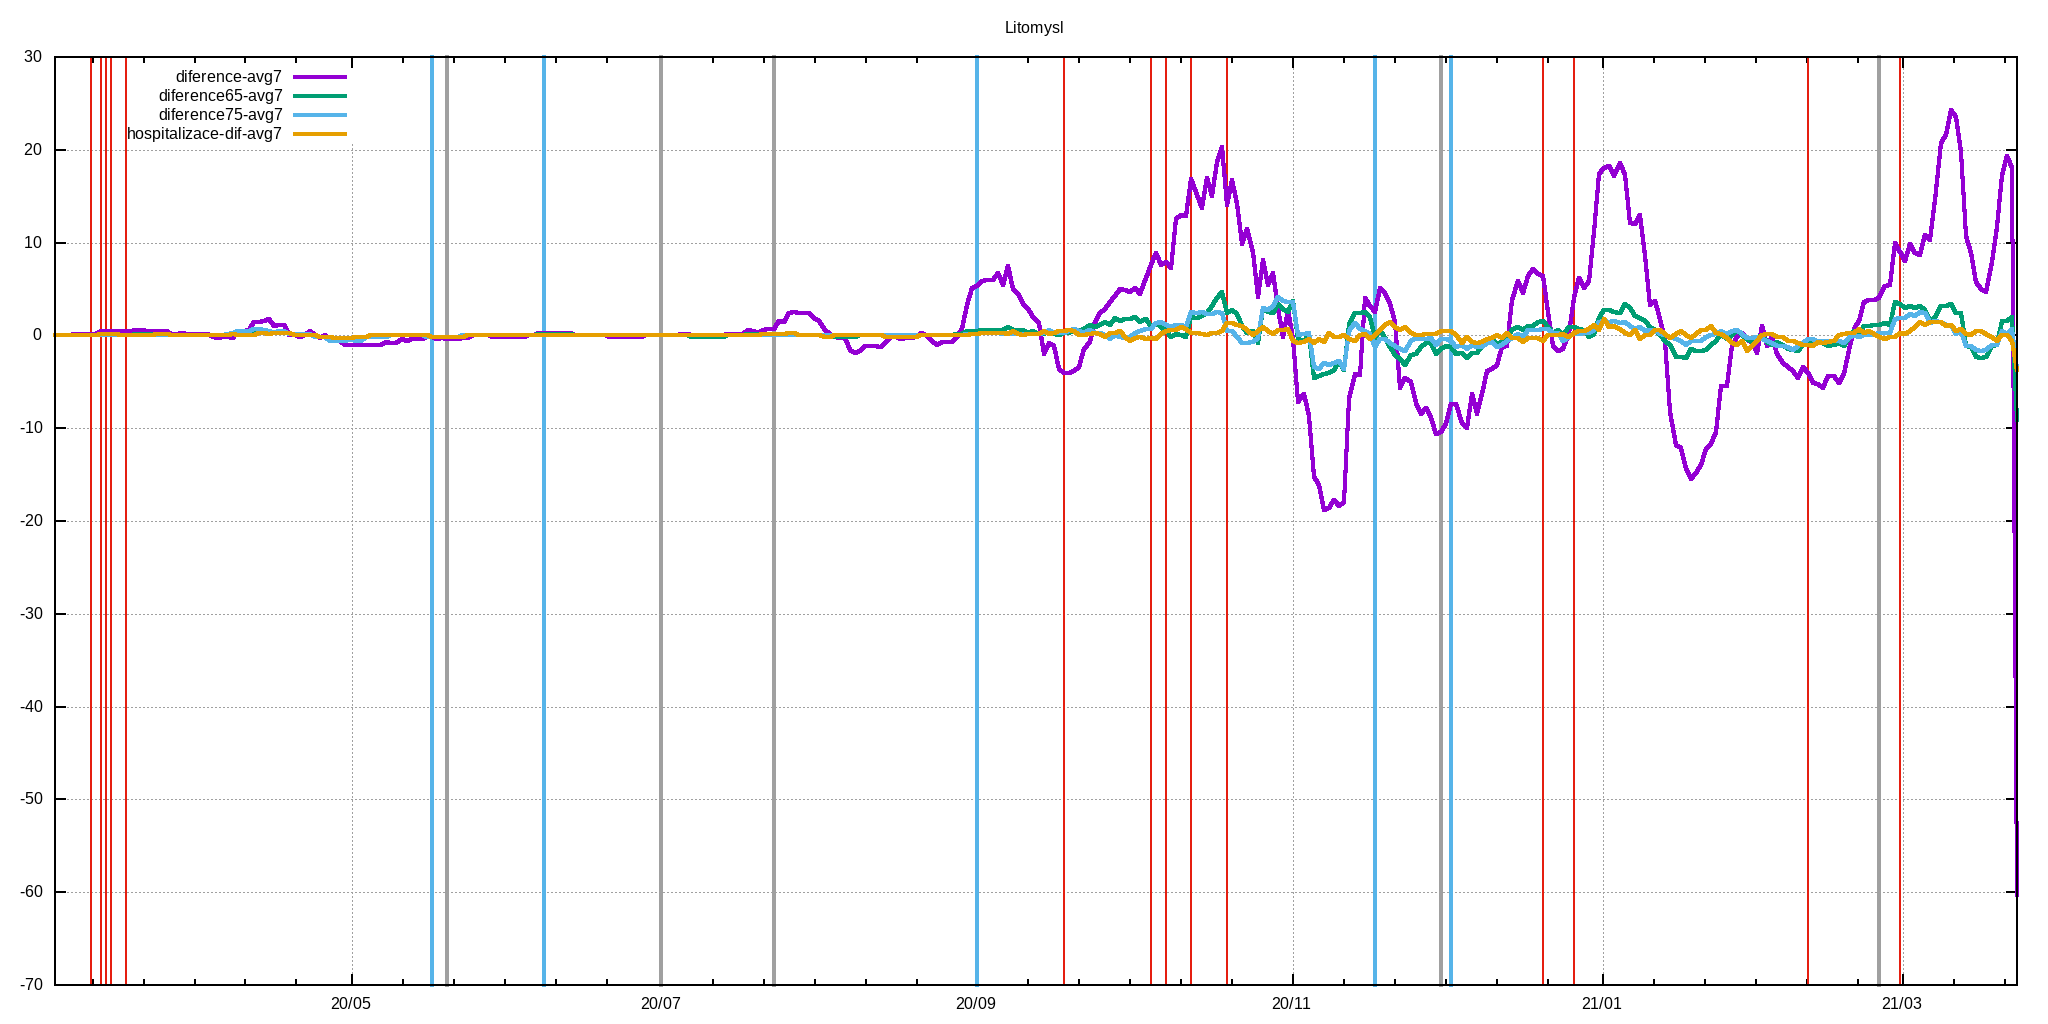 Litomysl
30
diference-avg7
diference65-avg7
diference75-avg7
hospitalizace-dif-avg7
20
10
0
-10
-20
-30
-40
-50
-60
-70
20/05 20/07 20/09 20/11 21/01 21/03